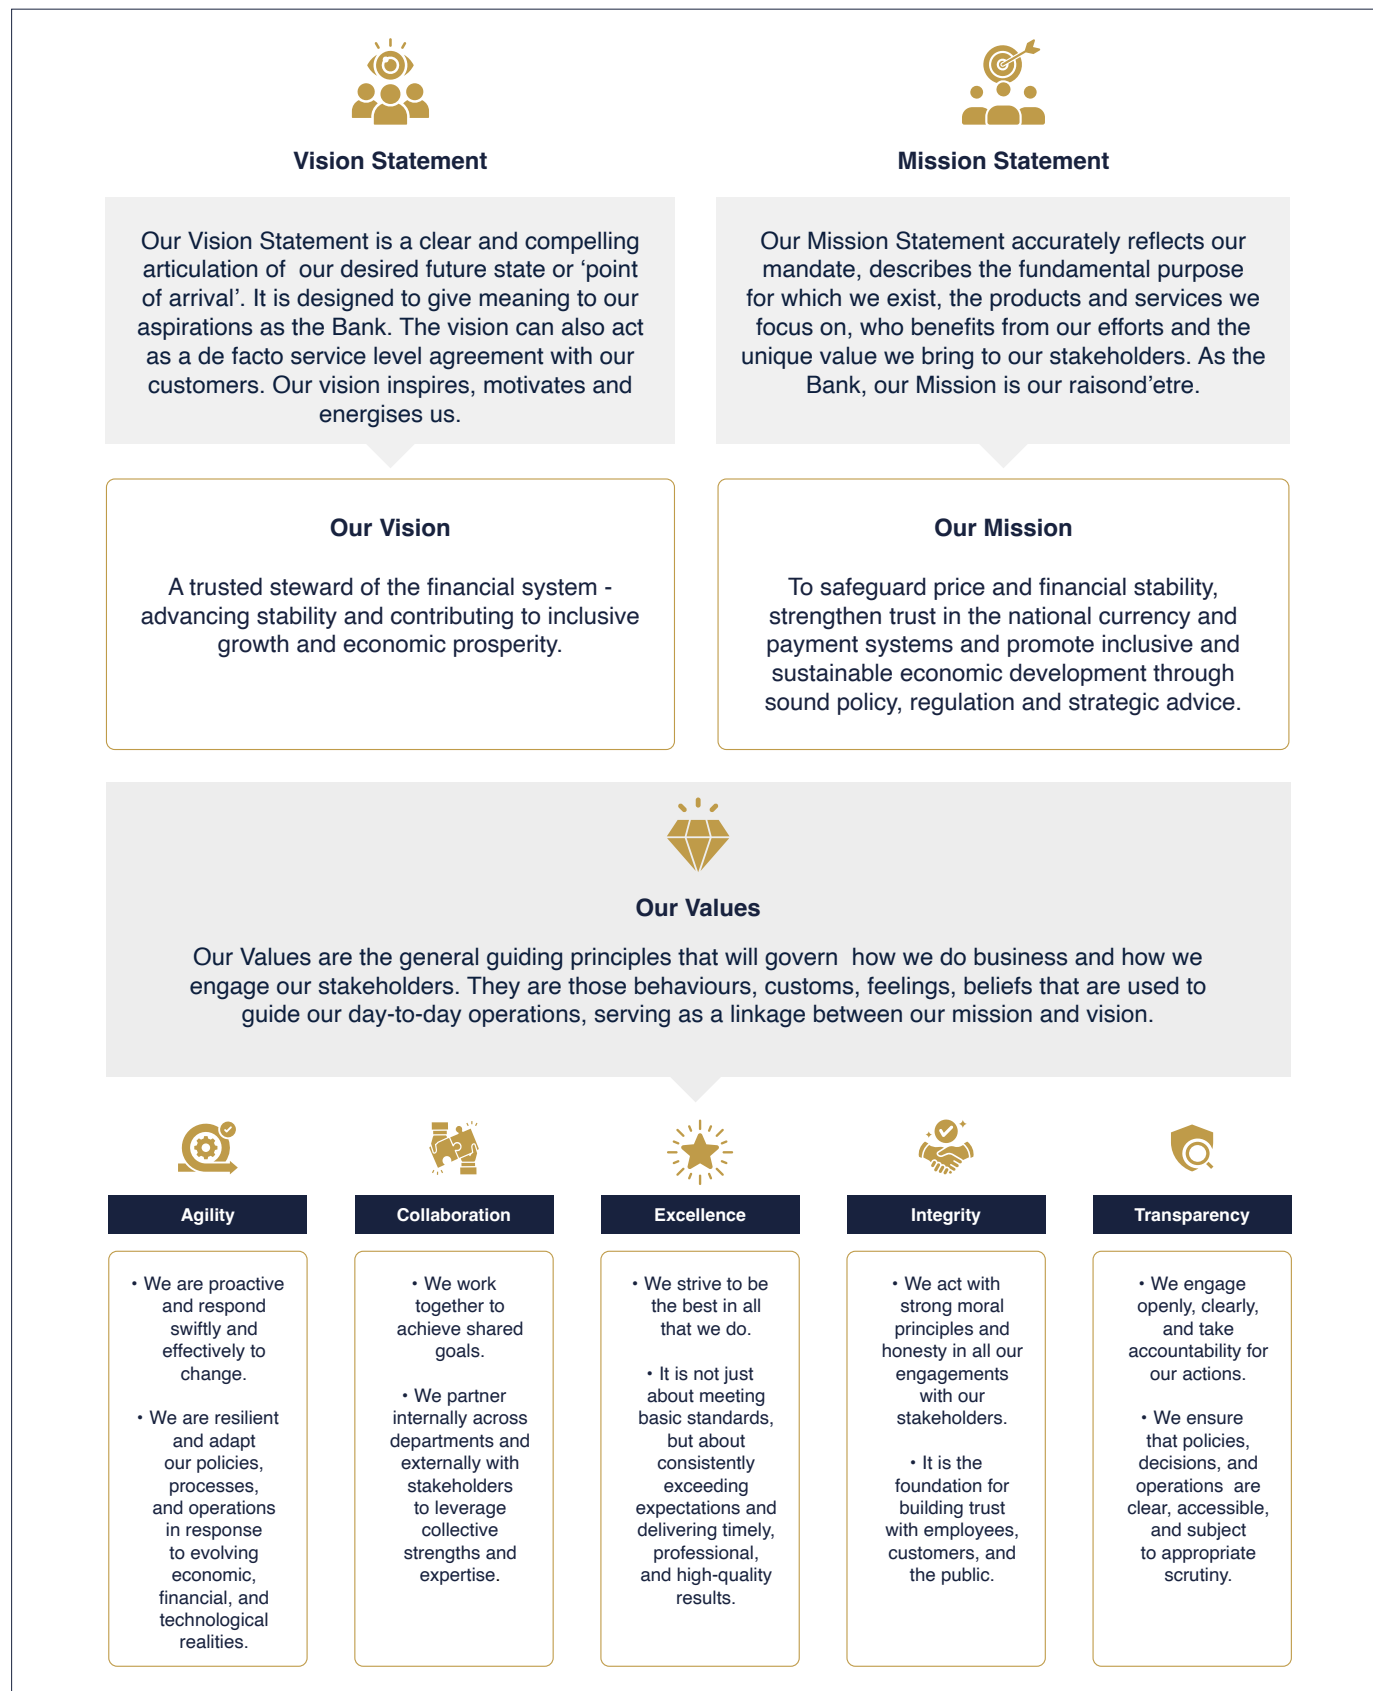 Vision Statement
Our Vision Statement is a clear and compelling
articulation of  our desired future state or ‘point
of arrival’. It is designed to give meaning to our
aspirations as the Bank. The vision can also act
as a de facto service level agreement with our
customers. Our vision inspires, motivates and
energises us.
Our Vision
A trusted steward of the financial system -
advancing stability and contributing to inclusive
growth and economic prosperity.
Mission Statement
Our Mission Statement accurately reflects our
mandate, describes the fundamental purpose
for which we exist, the products and services we
focus on, who benefits from our efforts and the
unique value we bring to our stakeholders. As the
Bank, our Mission is our raisond’etre.
Our Mission
To safeguard price and financial stability,
strengthen trust in the national currency and
payment systems and promote inclusive and
sustainable economic development through
sound policy, regulation and strategic advice.
Our Values
Our Values are the general guiding principles that will govern  how we do business and how we
engage our stakeholders. They are those behaviours, customs, feelings, beliefs that are used to
guide our day-to-day operations, serving as a linkage between our mission and vision.
Agility
• We are proactive
and respond
swiftly and
effectively to
change.
• We are resilient
and adapt
our policies,
processes,
and operations
in response
to evolving
economic,
financial, and
technological
realities.
Collaboration
• We work
together to
achieve shared
goals.
• We partner
internally across
departments and
externally with
stakeholders
to leverage
collective
strengths and
expertise.
Excellence
• We strive to be
the best in all
that we do.
• It is not just
about meeting
basic standards,
but about
consistently
exceeding
expectations and
delivering timely,
professional,
and high-quality
results.
Integrity
• We act with
strong moral
principles and
honesty in all our
engagements
with our
stakeholders.
• It is the
foundation for
building trust
with employees,
customers, and
the public.
Transparency
• We engage
openly, clearly,
and take
accountability for
our actions.
• We ensure
that policies,
decisions, and
operations  are
clear, accessible,
and subject
to appropriate
scrutiny.